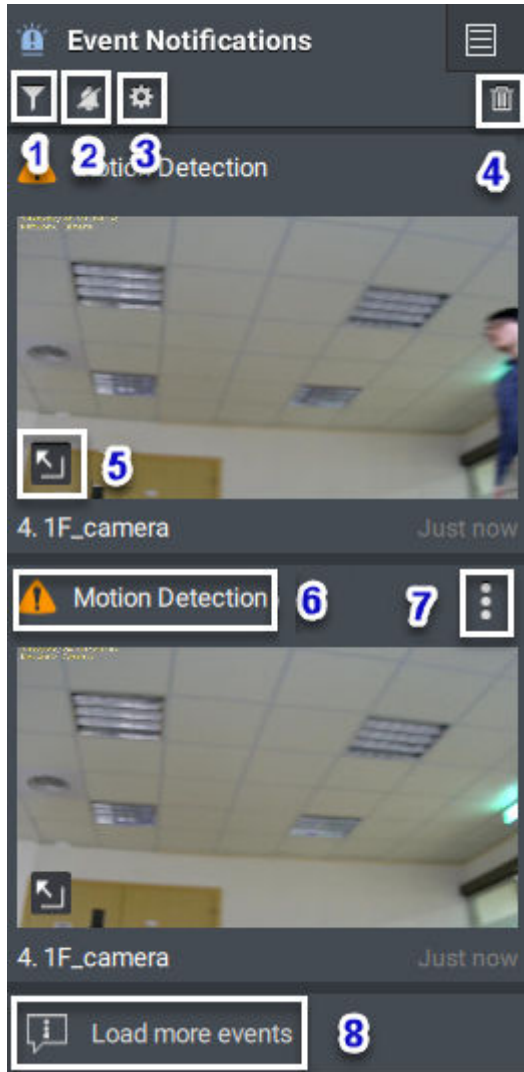 Event Notifications
1 2 3 4
Motion Detection
5
4. 1F_camera Just now
Motion Detection 6 7
4. 1F_camera Just now
Load more events 8